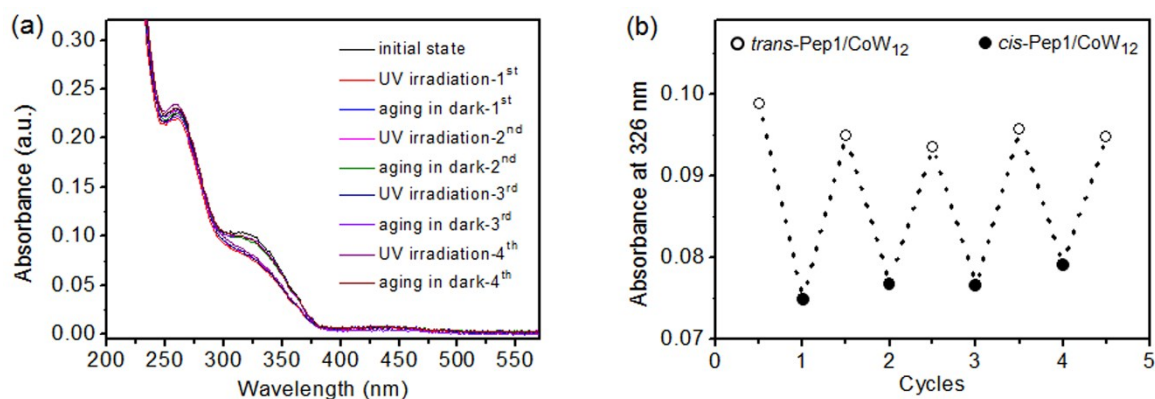 (a)
Absorbance (a.u.)
0.30
0.25
0.20
0.15
0.10
0.05
0.00
initial state
UV irradiation-1st
aging in dark-1st
UV irradiation-2nd
aging in dark-2nd
UV irradiation-3rd
aging in dark-3rd
UV irradiation-4th
aging in dark-4th
200 250 300 350 400 450 500 550
Wavelength (nm)
(b)
Absorbance at 326 nm
trans-Pep1/CoW12 cis-Pep1/CoW12
0.10
0.09
0.08
0.07
0 1 2 3 4 5
Cycles